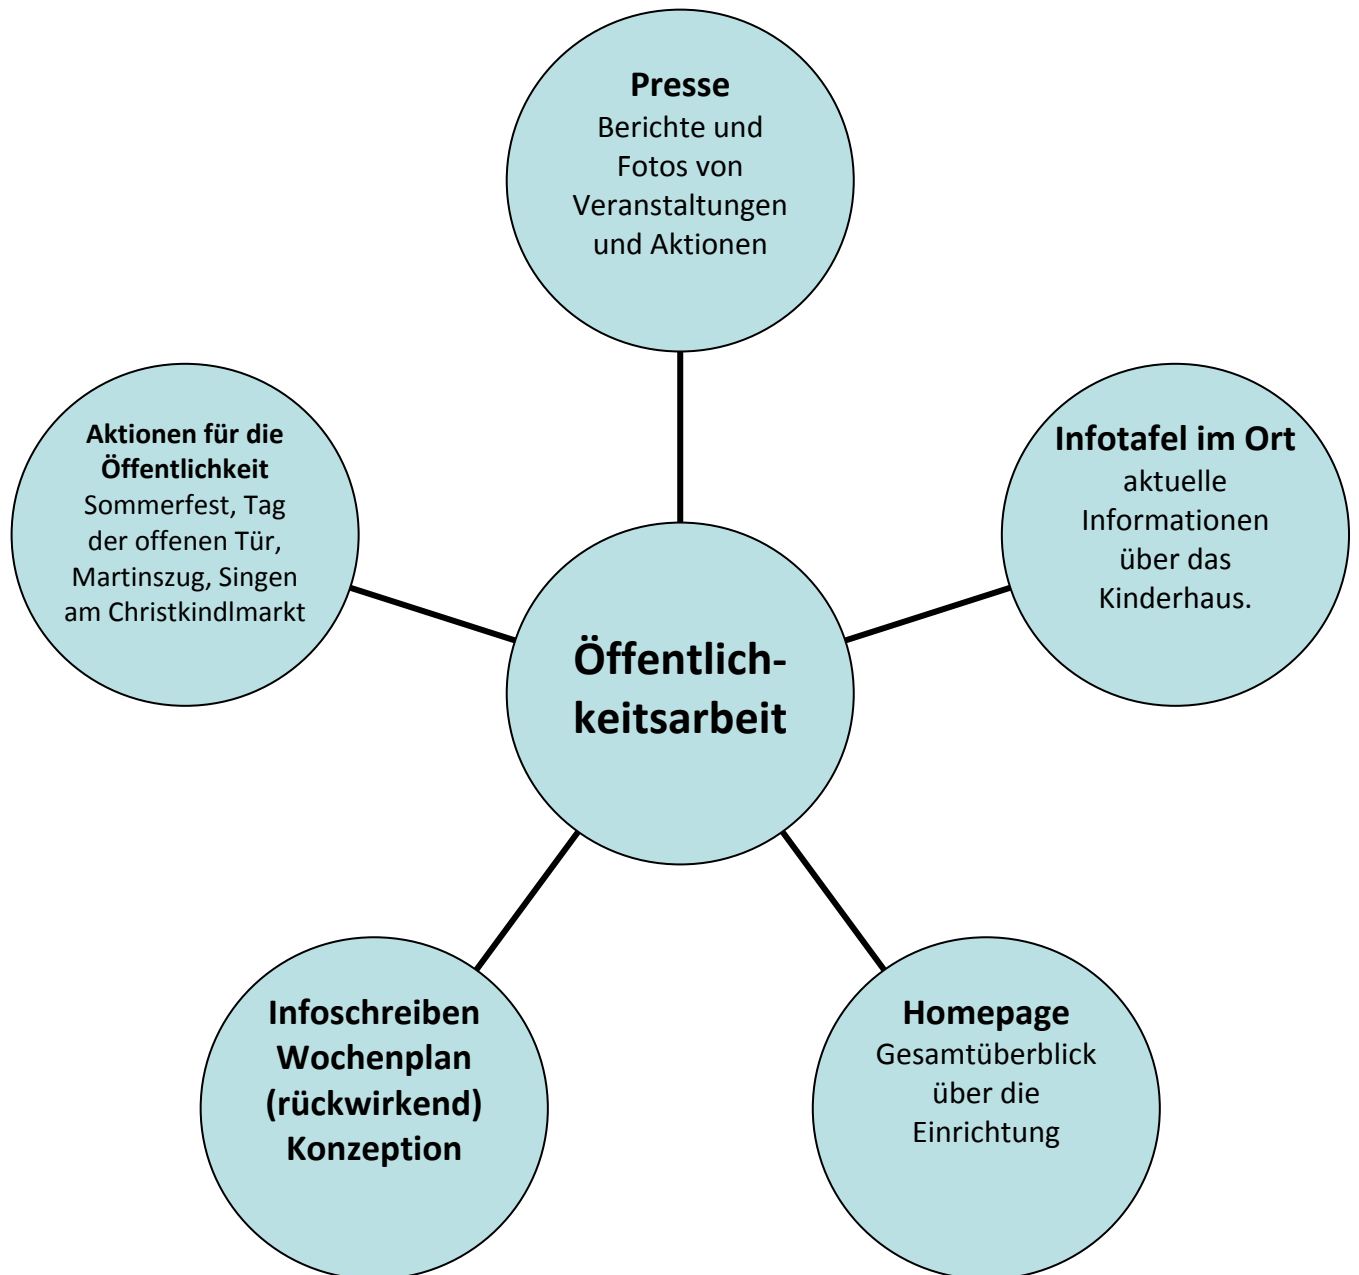 Presse
Berichte und
Fotos von
Veranstaltungen
und Aktionen
Aktionen für die
Öffentlichkeit
Sommerfest, Tag
der offenen Tür,
Martinszug, Singen
am Christkindlmarkt
Infotafel im Ort
aktuelle
Informationen
über das
Kinderhaus.
Öffentlich-
keitsarbeit
Infoschreiben
Wochenplan
(rückwirkend)
Konzeption
Homepage
Gesamtüberblick
über die
Einrichtung